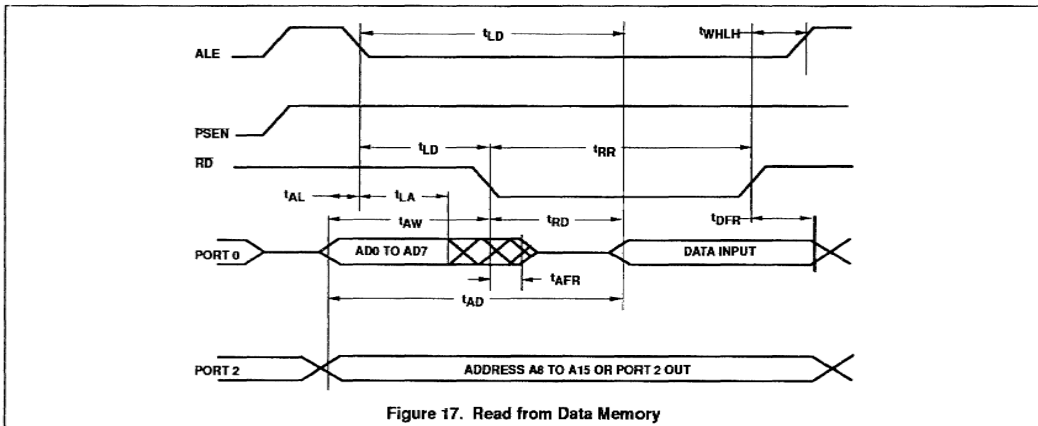 tLD
tWHLH
ALE
PSEN
tLD
tRR
RD
tAL
tLA
tAW
tRD
tDFR
PORT 0
AD0 TO AD7
DATA INPUT
tAFR
tAD
PORT 2
ADDRESS A8 TO A15 OR PORT 2 OUT
Figure 17. Read from Data Memory